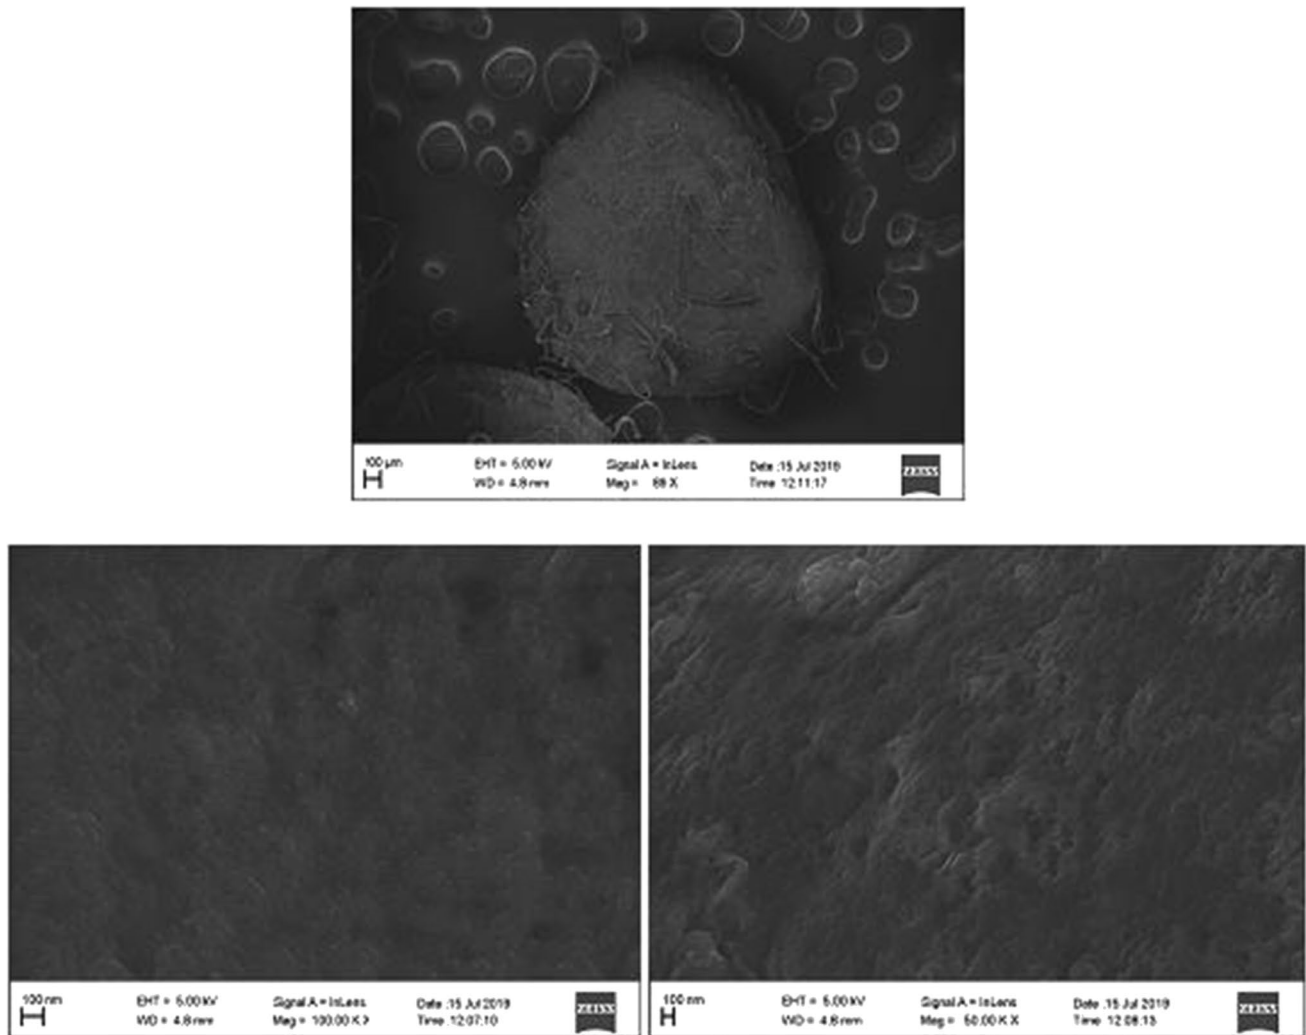 100 µm EHT = 5.00 kV Signal A = InLens Date :15 Jul 2019 ZEISS
WD = 4.8 mm Mag = X Time 12:11:17
100 nm EHT = 5.00 kV Signal A = InLens Date :15 Jul 2019 ZEISS
WD = 4.8 mm Mag = 100.00 K X Time :12:07:10
100 nm EHT = 5.00 kV Signal A = InLens Date :15 Jul 2019 ZEISS
WD = 4.8 mm Mag = 50.00 K X Time 12:08:13